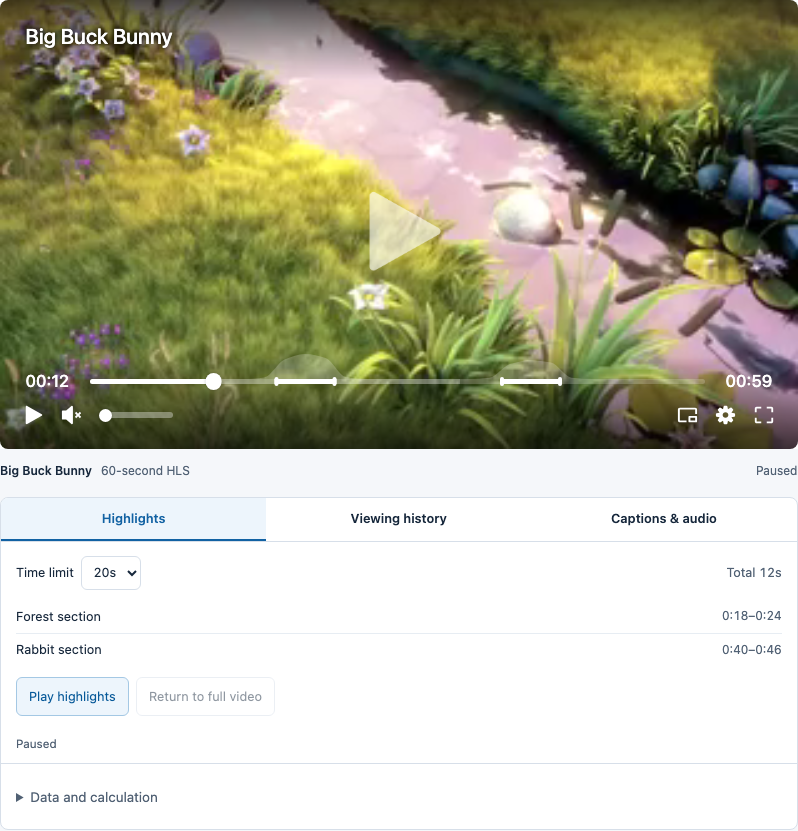 Big Buck Bunny
00:12 00:59
Big Buck Bunny 60-second HLS Paused
Highlights Viewing history Captions & audio
Time limit 20s Total 12s
Forest section 0:18–0:24
Rabbit section 0:40–0:46
Play highlights Return to full video
Paused
Data and calculation